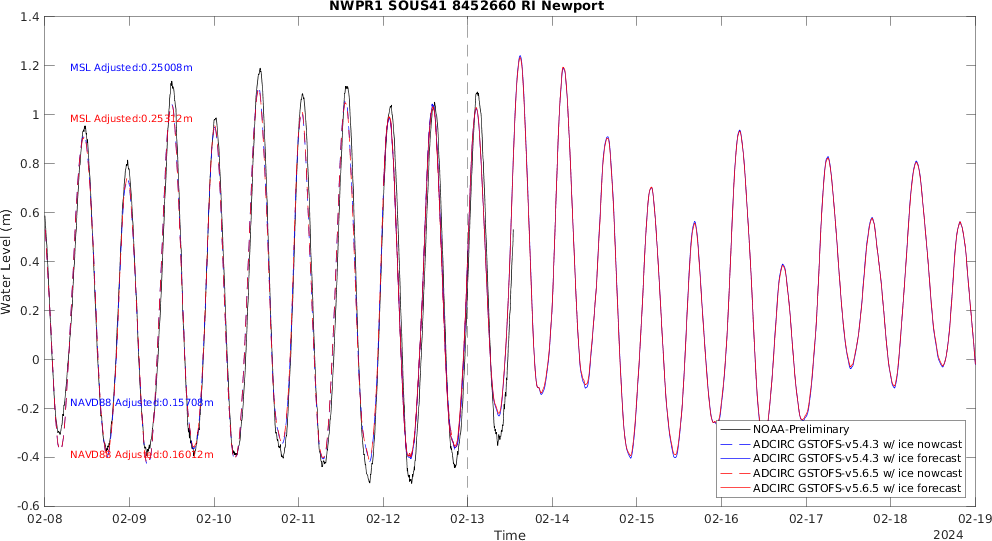 NWPR1 SOUS41 8452660 RI Newport
Water Level (m)
1.4
1.2
1
0.8
0.6
0.4
0.2
0
-0.2
-0.4
-0.6
MSL Adjusted:0.25008m
MSL Adjusted:0.25312m
NAVD88 Adjusted:0.15708m
NAVD88 Adjusted:0.16012m
NOAA-Preliminary
ADCIRC GSTOFS-v5.4.3 w/ ice nowcast
ADCIRC GSTOFS-v5.4.3 w/ ice forecast
ADCIRC GSTOFS-v5.6.5 w/ ice nowcast
ADCIRC GSTOFS-v5.6.5 w/ ice forecast
02-08 02-09 02-10 02-11 02-12 02-13 02-14 02-15 02-16 02-17 02-18 02-19
Time
2024